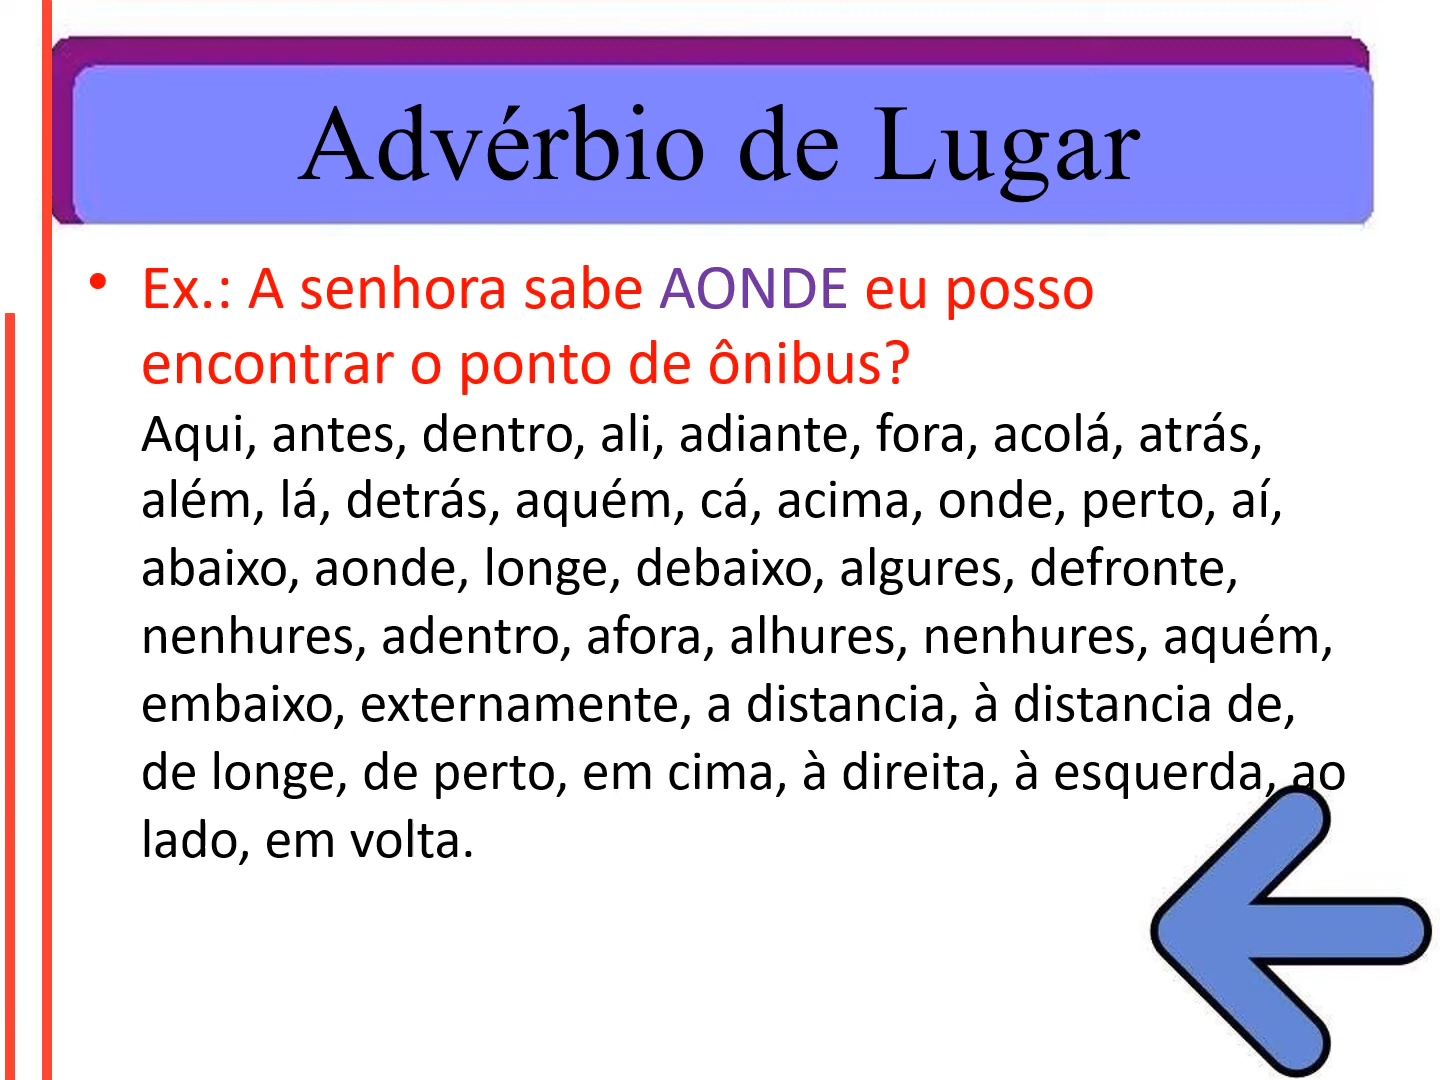 Advérbio de Lugar
• Ex.: A senhora sabe AONDE eu posso
encontrar o ponto de ônibus?
Aqui, antes, dentro, ali, adiante, fora, acolá, atrás,
além, lá, detrás, aquém, cá, acima, onde, perto, aí,
abaixo, aonde, longe, debaixo, algures, defronte,
nenhures, adentro, afora, alhures, nenhures, aquém,
embaixo, externamente, a distancia, à distancia de,
de longe, de perto, em cima, à direita, à esquerda, ao
lado, em volta.